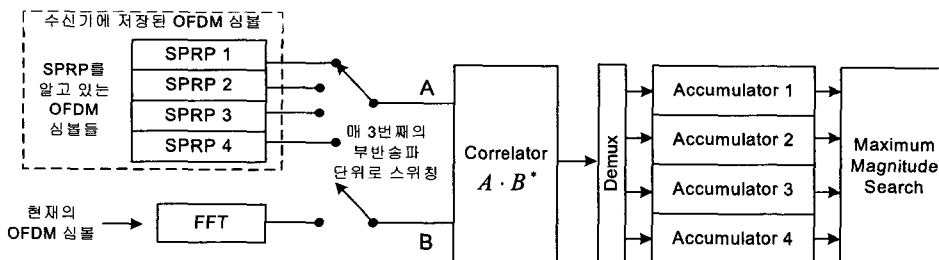 수신기에 저장된 OFDM 심볼
SPRP를
알고 있는
OFDM
심볼들
SPRP 1
SPRP 2
SPRP 3
SPRP 4
매 3번째의
부반송파
단위로 스위칭
현재의
OFDM 심볼
FFT
A
B
Correlator
A · B*
Demux
Accumulator 1
Accumulator 2
Accumulator 3
Accumulator 4
Maximum
Magnitude
Search